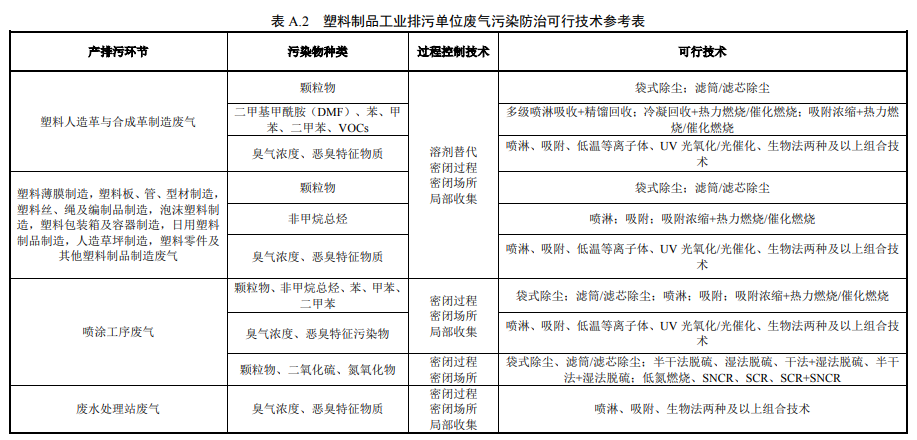 表 A.2 塑料制品工业排污单位废气污染防治可行技术参考表
产排污环节
污染物种类
过程控制技术
可行技术
塑料人造革与合成革制造废气
颗粒物
溶剂替代
密闭过程
密闭场所
局部收集
袋式除尘；滤筒/滤芯除尘
二甲基甲酰胺（DMF）、苯、甲
苯、二甲苯、VOCs
多级喷淋吸收+精馏回收；冷凝回收+热力燃烧/催化燃烧；吸附浓缩+热力燃
烧/催化燃烧
臭气浓度、恶臭特征物质
喷淋、吸附、低温等离子体、UV 光氧化/光催化、生物法两种及以上组合技
术
塑料薄膜制造，塑料板、管、型材制造，
塑料丝、绳及编制品制造，泡沫塑料制
造，塑料包装箱及容器制造，日用塑料
制品制造，人造草坪制造，塑料零件及
其他塑料制品制造废气
颗粒物
袋式除尘；滤筒/滤芯除尘
非甲烷总烃
喷淋；吸附；吸附浓缩+热力燃烧/催化燃烧
臭气浓度、恶臭特征物质
喷淋、吸附、低温等离子体、UV 光氧化/光催化、生物法两种及以上组合技
术
喷涂工序废气
颗粒物、非甲烷总烃、苯、甲苯、
二甲苯
密闭过程
密闭场所
局部收集
袋式除尘；滤筒/滤芯除尘；喷淋；吸附；吸附浓缩+热力燃烧/催化燃烧
臭气浓度、恶臭特征污染物
喷淋、吸附、低温等离子体、UV 光氧化/光催化、生物法两种及以上组合技
术
颗粒物、二氧化硫、氮氧化物
密闭过程
密闭场所
袋式除尘、滤筒/滤芯除尘；半干法脱硫、湿法脱硫、干法+湿法脱硫、半干
法+湿法脱硫；低氮燃烧、SNCR、SCR、SCR+SNCR
废水处理站废气
臭气浓度、恶臭特征物质
密闭过程
密闭场所
局部收集
喷淋、吸附、生物法两种及以上组合技术